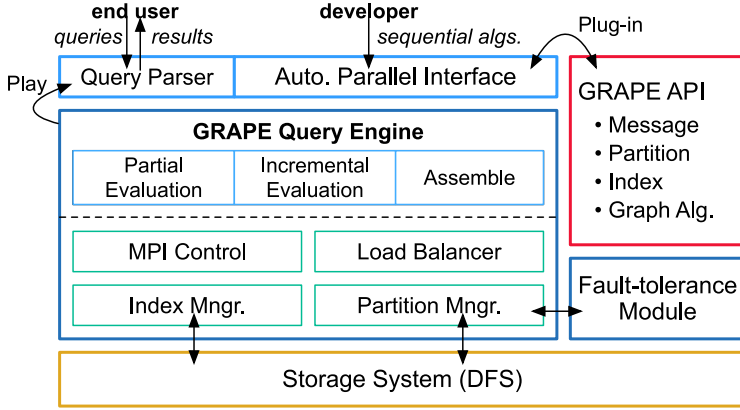 end user
developer
queries
results
sequential algs.
Plug-in
Play
Query Parser
Auto. Parallel Interface
GRAPE API
• Message
• Partition
• Index
• Graph Alg.
GRAPE Query Engine
Partial
Evaluation
Incremental
Evaluation
Assemble
MPI Control
Load Balancer
Index Mngr.
Partition Mngr.
Fault-tolerance
Module
Storage System (DFS)